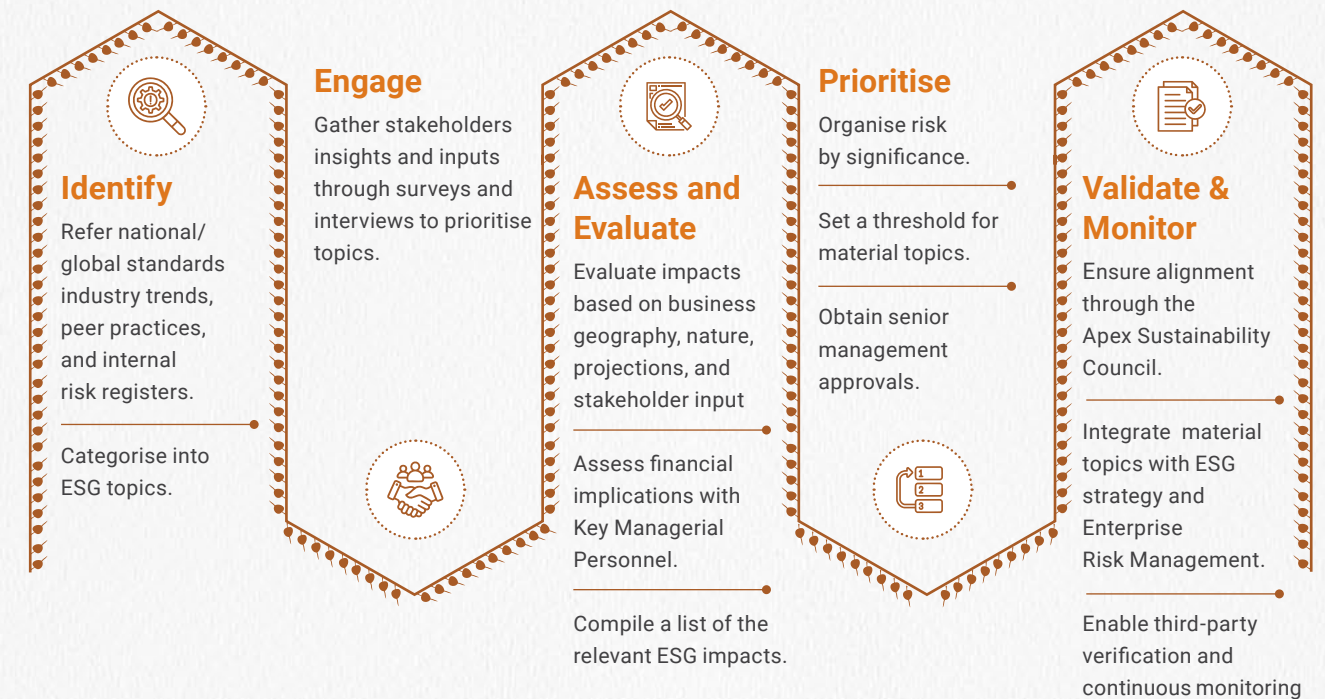 Identify
Refer national/
global standards
industry trends,
peer practices,
and internal
risk registers.
Categorise into
ESG topics.
Engage
Gather stakeholders
insights and inputs
through surveys and
interviews to prioritise
topics.
Assess and
Evaluate
Evaluate impacts
based on business
geography, nature,
projections, and
stakeholder input
Assess financial
implications with
Key Managerial
Personnel.
Compile a list of the
relevant ESG impacts.
Prioritise
Organise risk
by significance.
Set a threshold for
material topics.
Obtain senior
management
approvals.
1
2
3
Validate &
Monitor
Ensure alignment
through the
Apex Sustainability
Council.
Integrate  material
topics with ESG
strategy and
Enterprise
Risk Management.
Enable third-party
verification and
continuous monitoring